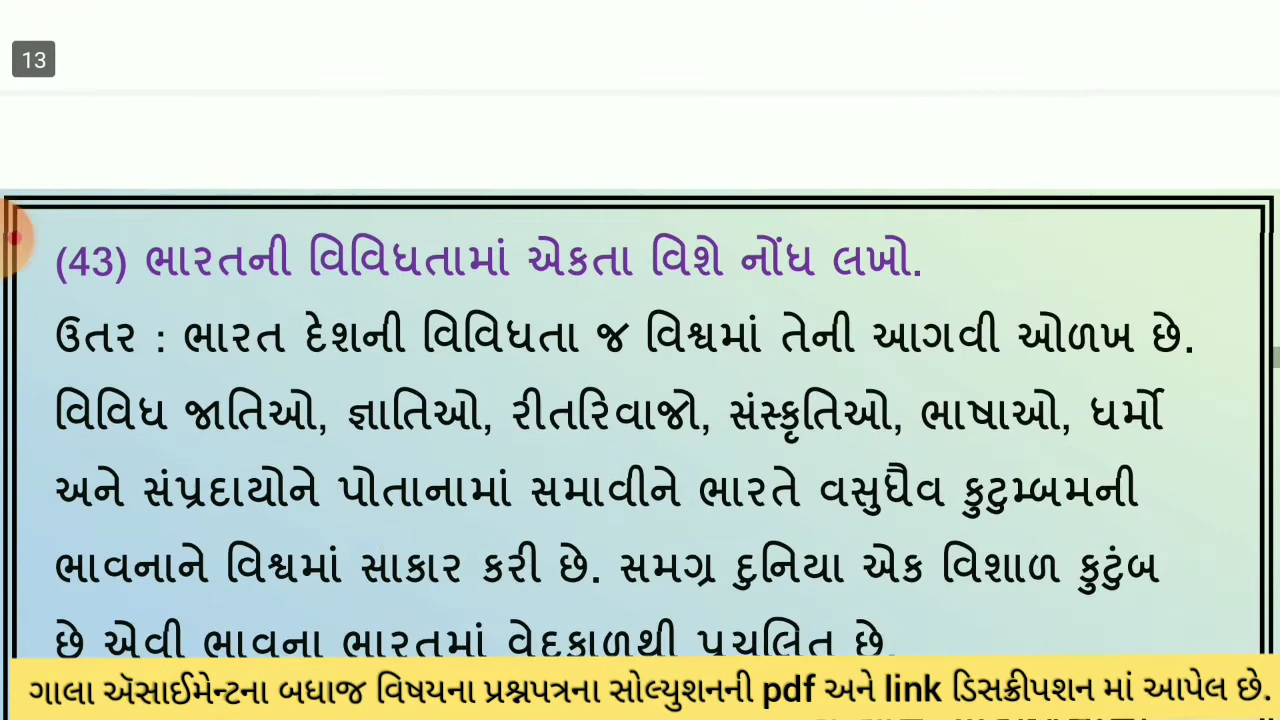 13
(43) ભારતની વિવિધતામાં એકતા વિશે નોંધ લખો.
ઉતર : ભારત દેશની વિવિધતા જ વિશ્વમાં તેની આગવી ઓળખ છે.
વિવિધ જાતિઓ, જ્ઞાતિઓ, રીતરિવાજો, સંસ્કૃતિઓ, ભાષાઓ, ધર્મો
અને સંપ્રદાયોને પોતાનામાં સમાવીને ભારતે વસુધૈવ કુટુમ્બમની
ભાવનાને વિશ્વમાં સાકાર કરી છે. સમગ્ર દુનિયા એક વિશાળ કુટુંબ
છે એવી ભાવના ભારતમાં વેદકાળથી પ્રચલિત છે.
ગાલા ઍસાઈમેન્ટના બધાજ વિષયના પ્રશ્નપત્રના સોલ્યુશનની pdf અને link ડિસક્રીપશન માં આપેલ છે.